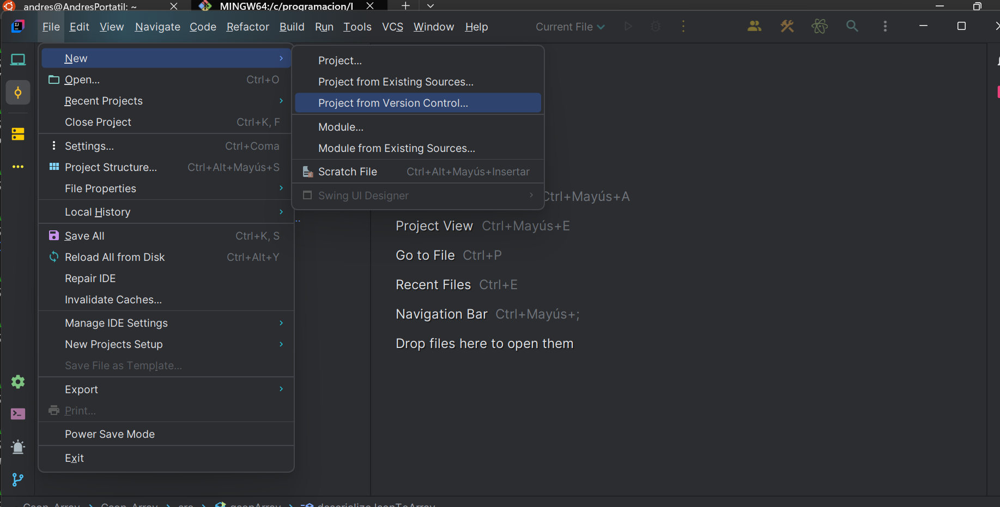 andres@AndresPortatil: ~
MINGW64:/c/programacion/I
File Edit View Navigate Code Refactor Build Run Tools VCS Window Help
Current File
New
Open... Ctrl+O
Recent Projects
Close Project Ctrl+K, F
Settings... Ctrl+Coma
Project Structure... Ctrl+Alt+Mayús+S
File Properties
Local History
Save All Ctrl+K, S
Reload All from Disk Ctrl+Alt+Y
Repair IDE
Invalidate Caches...
Manage IDE Settings
New Projects Setup
Save File as Template...
Export
Print...
Power Save Mode
Exit
Project...
Project from Existing Sources...
Project from Version Control...
Module...
Module from Existing Sources...
Scratch File Ctrl+Alt+Mayús+Insertar
Swing UI Designer
Ctrl+Mayús+A
Project View Ctrl+Mayús+E
Go to File Ctrl+P
Recent Files Ctrl+E
Navigation Bar Ctrl+Mayús+;
Drop files here to open them
Gson_Array Gson_Array src gsonArray deserializeJsonToArray